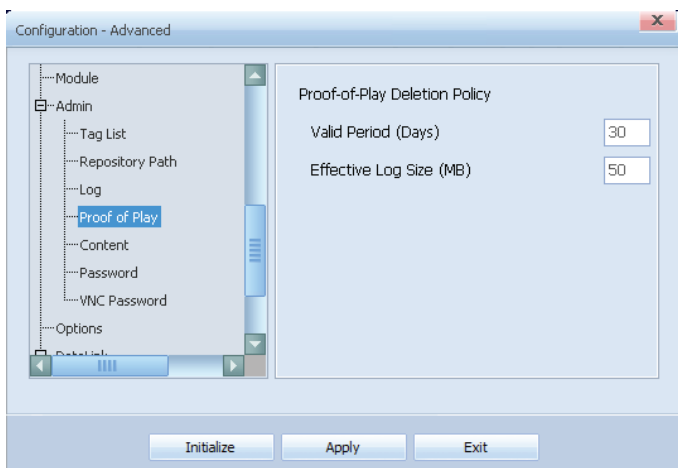 Configuration - Advanced
X
Module
Admin
Tag List
Repository Path
Log
Proof of Play
Content
Password
VNC Password
Options
DataLink
Proof-of-Play Deletion Policy
Valid Period (Days) 30
Effective Log Size (MB) 50
Initialize Apply Exit